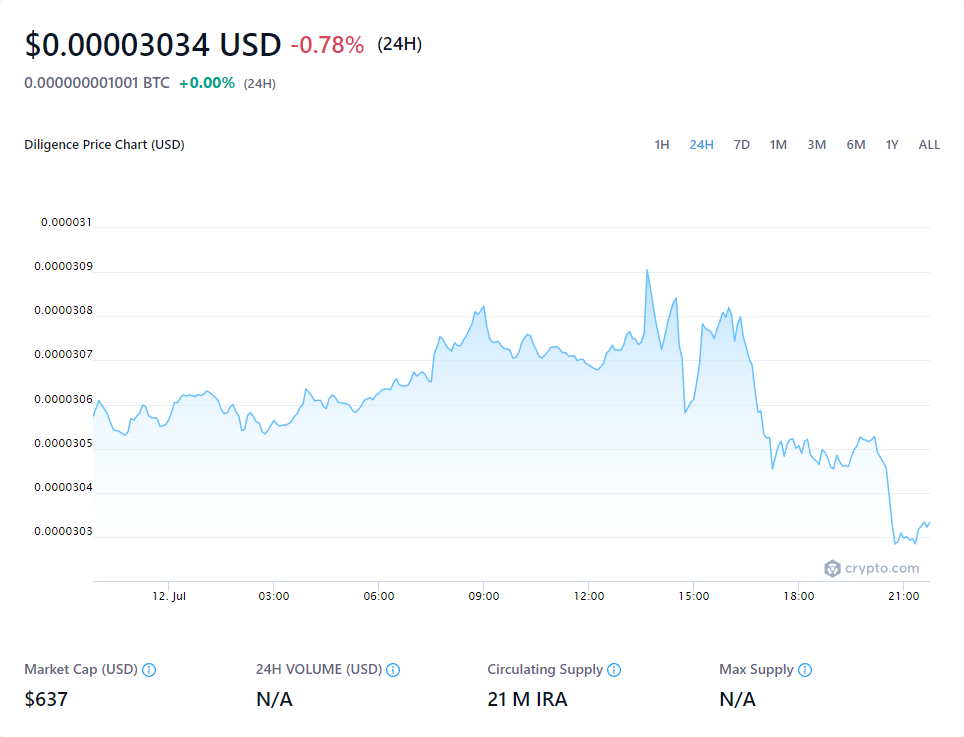 $0.00003034 USD -0.78% (24H)
0.000000001001 BTC +0.00% (24H)
Diligence Price Chart (USD) 1H 24H 7D 1M 3M 6M 1Y ALL
0.000031
0.0000309
0.0000308
0.0000307
0.0000306
0.0000305
0.0000304
0.0000303
crypto.com
12. Jul 03:00 06:00 09:00 12:00 15:00 18:00 21:00
Market Cap (USD) 24H VOLUME (USD) Circulating Supply Max Supply
$637 N/A 21 M IRA N/A